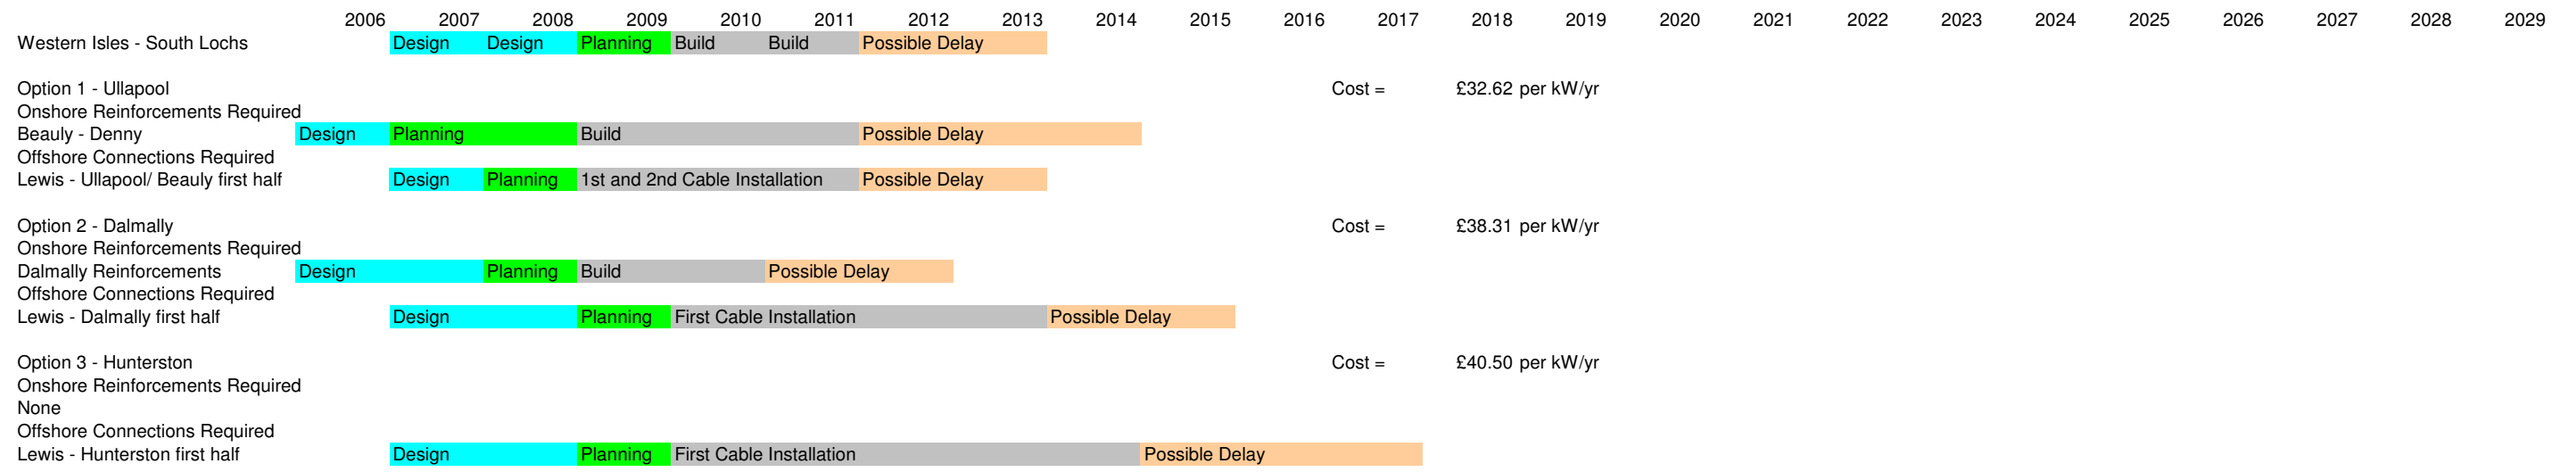 2006 2007 2008 2009 2010 2011 2012 2013 2014 2015 2016 2017 2018 2019 2020 2021 2022 2023 2024 2025 2026 2027 2028 2029
Western Isles - South Lochs Design Design Planning Build Build Possible Delay
Option 1 - Ullapool Cost = £32.62 per kW/yr
Onshore Reinforcements Required
Beauly - Denny Design Planning Build Possible Delay
Offshore Connections Required
Lewis - Ullapool/ Beauly first half Design Planning 1st and 2nd Cable Installation Possible Delay
Option 2 - Dalmally Cost = £38.31 per kW/yr
Onshore Reinforcements Required
Dalmally Reinforcements Design Planning Build Possible Delay
Offshore Connections Required
Lewis - Dalmally first half Design Planning First Cable Installation Possible Delay
Option 3 - Hunterston Cost = £40.50 per kW/yr
Onshore Reinforcements Required
None
Offshore Connections Required
Lewis - Hunterston first half Design Planning First Cable Installation Possible Delay